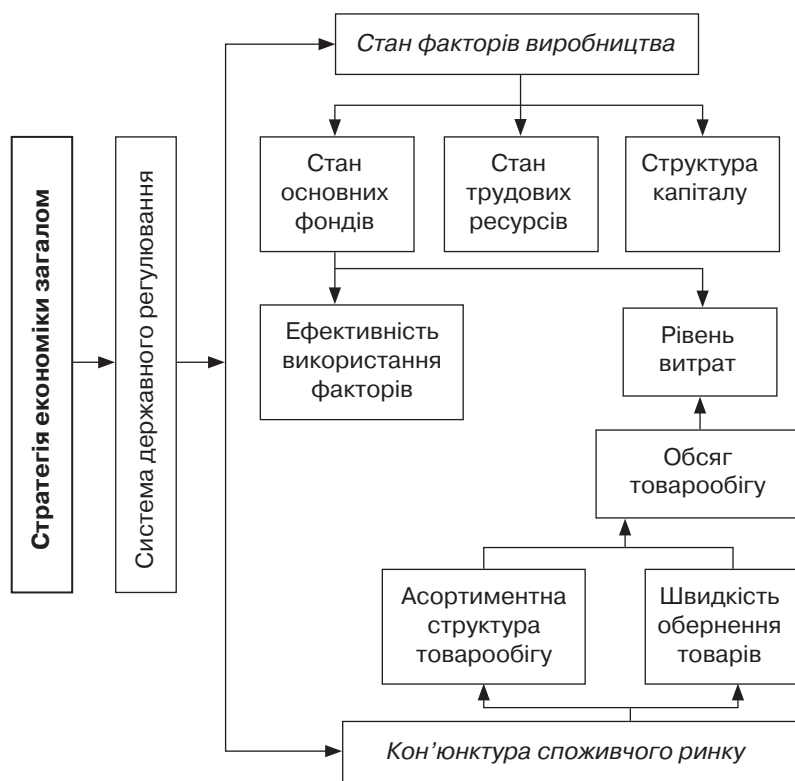 Стратегія економіки загалом
Система державного регулювання
Стан факторів виробництва
Стан
основних
фондів
Стан
трудових
ресурсів
Структура
капіталу
Ефективність
використання
факторів
Рівень
витрат
Обсяг
товарообігу
Асортиментна
структура
товарообігу
Швидкість
обернення
товарів
Кон’юнктура споживчого ринку